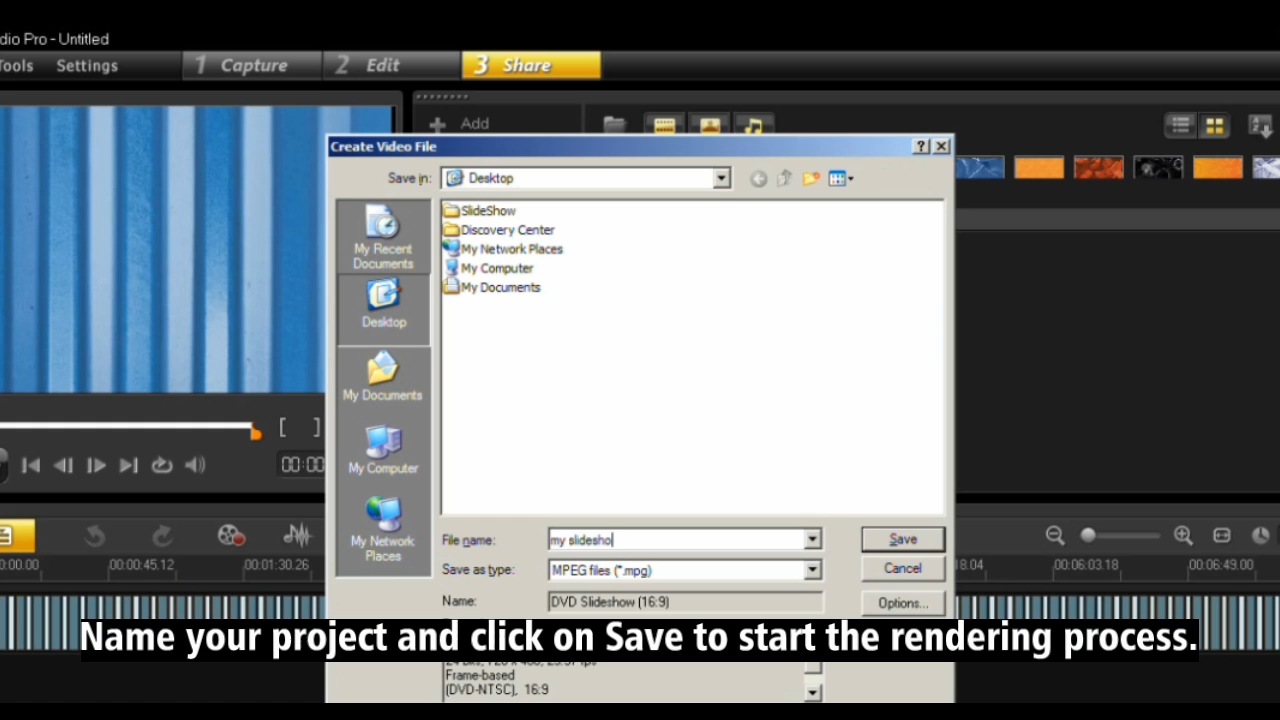 dio Pro - Untitled
Tools Settings 1 Capture 2 Edit 3 Share
Add
Create Video File
Save in: Desktop
SlideShow
Discovery Center
My Network Places
My Computer
My Documents
My Recent
Documents
Desktop
My Documents
My Computer
My Network
Places
[ ]
00:00
File name: my slidesho Save
Save as type: MPEG files (*.mpg) Cancel
Name: DVD Slideshow (16:9) Options...
0:00.00 00:00:45.12 00:01:30.26 18.04 00:06:03.18 00:06:49.00
Name your project and click on Save to start the rendering process.
Frame-based
(DVD-NTSC), 16:9